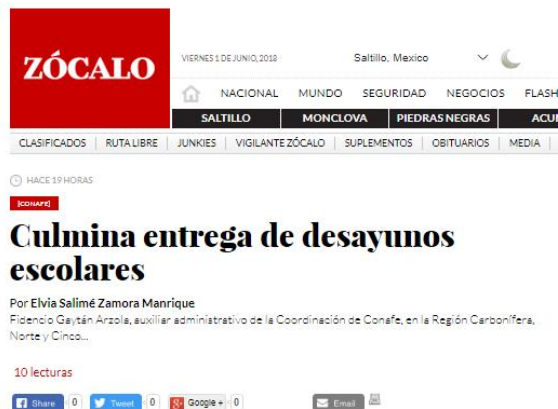 ZÓCALO
VIERNES 1 DE JUNIO, 2018
Saltillo, Mexico
NACIONAL MUNDO SEGURIDAD NEGOCIOS FLASH
SALTILLO MONCLOVA PIEDRAS NEGRAS ACU
CLASIFICADOS RUTA LIBRE JUNKIES VIGILANTE ZÓCALO SUPLEMENTOS OBITUARIOS MEDIA
HACE 19 HORAS
[CONAFE]
Culmina entrega de desayunos
escolares
Por Elvia Salimé Zamora Manrique
Fidencio Gaytán Arzola, auxiliar administrativo de la Coordinación de Conafe, en la Región Carbonífera,
Norte y Cinco...
10 lecturas
Share 0 Tweet 0 Google + 0 Email